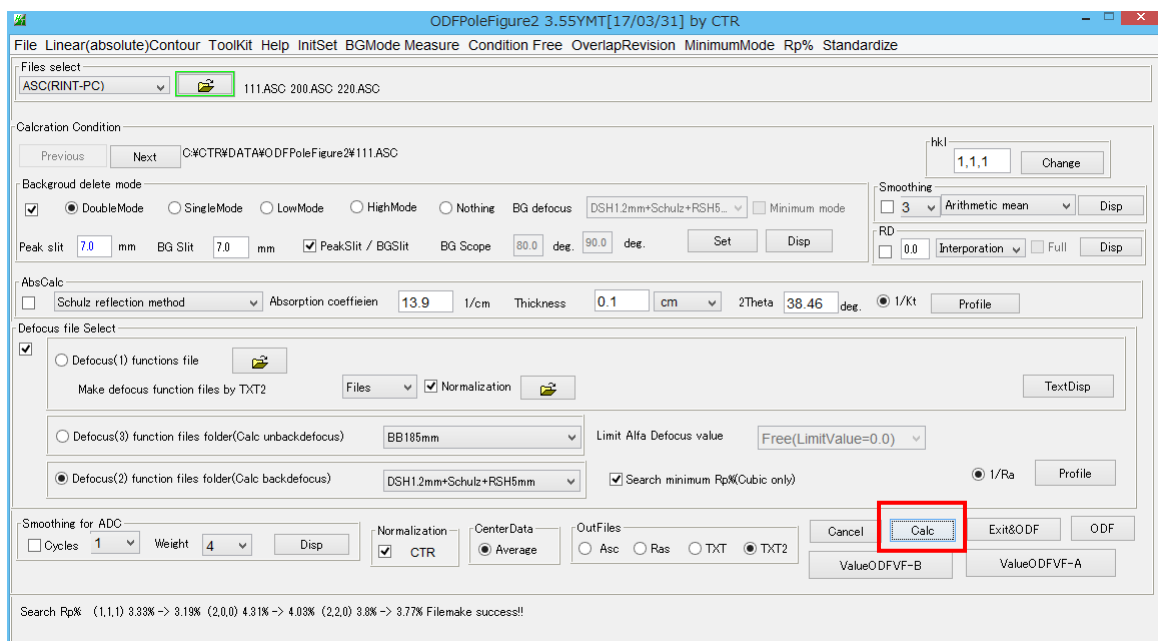 ODFPoleFigure2 3.55YMT[17/03/31] by CTR
File Linear(absolute)Contour ToolKit Help InitSet BGMode Measure Condition Free OverlapRevision MinimumMode Rp% Standardize
Files select
ASC(RINT-PC) 111.ASC 200.ASC 220.ASC
Calcration Condition
Previous Next C:¥CTR¥DATA¥ODFPoleFigure2¥111.ASC hkl 1,1,1 Change
Backgroud delete mode
DoubleMode SingleMode LowMode HighMode Nothing BG defocus DSH1.2mm+Schulz+RSH5... Minimum mode
Peak slit 7.0 mm BG Slit 7.0 mm PeakSlit / BGSlit BG Scope 80.0 deg. 90.0 deg. Set Disp
Smoothing
3 Arithmetic mean Disp
RD
0.0 Interporation Full Disp
AbsCalc
Schulz reflection method Absorption coeffieien 13.9 1/cm Thickness 0.1 cm 2Theta 38.46 deg. 1/Kt Profile
Defocus file Select
Defocus(1) functions file
Make defocus function files by TXT2 Files Normalization TextDisp
Defocus(3) function files folder(Calc unbackdefocus) BB185mm Limit Alfa Defocus value Free(LimitValue=0.0)
Defocus(2) function files folder(Calc backdefocus) DSH1.2mm+Schulz+RSH5mm Search minimum Rp%(Cubic only) 1/Ra Profile
Smoothing for ADC
Cycles 1 Weight 4 Disp
Normalization
CTR
CenterData
Average
OutFiles
Asc Ras TXT TXT2
Cancel Calc Exit&ODF ODF
ValueODFVF-B ValueODFVF-A
Search Rp% (1,1,1) 3.33% -> 3.19% (2,0,0) 4.31% -> 4.03% (2,2,0) 3.8% -> 3.77% Filemake success!!